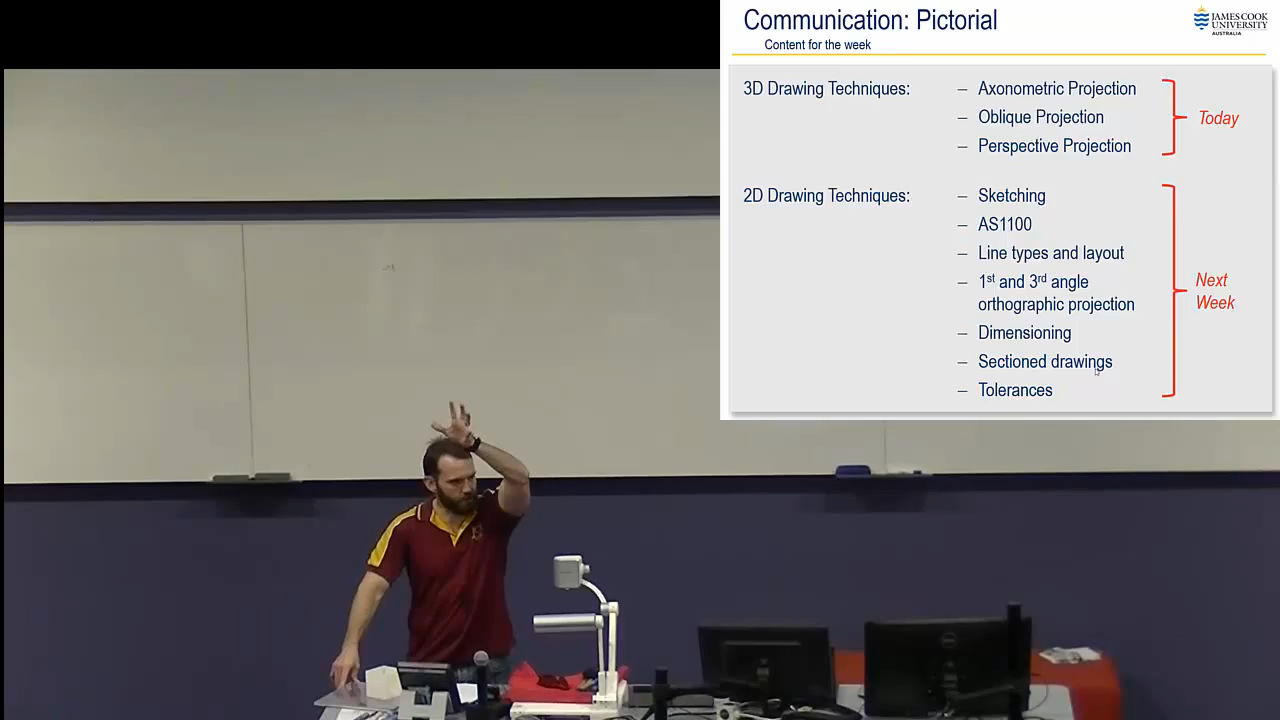 Communication: Pictorial
Content for the week
JAMES COOK
UNIVERSITY
AUSTRALIA
3D Drawing Techniques:
– Axonometric Projection
– Oblique Projection
– Perspective Projection
Today
2D Drawing Techniques:
– Sketching
– AS1100
– Line types and layout
– 1st and 3rd angle
orthographic projection
– Dimensioning
– Sectioned drawings
– Tolerances
Next
Week